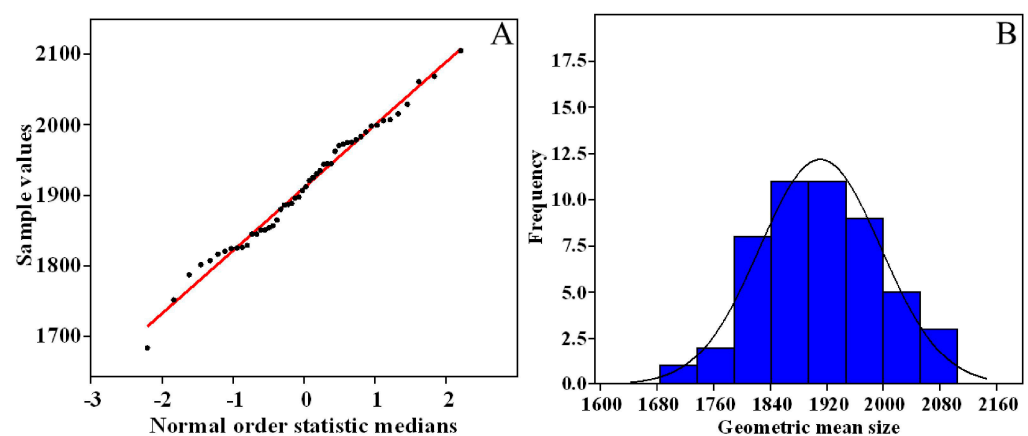 A
2100
2000
1900
1800
1700
-3 -2 -1 0 1 2
Sample values
Normal order statistic medians
B
17.5
15.0
12.5
10.0
7.5
5.0
2.5
0.0
1600 1680 1760 1840 1920 2000 2080 2160
Frequency
Geometric mean size